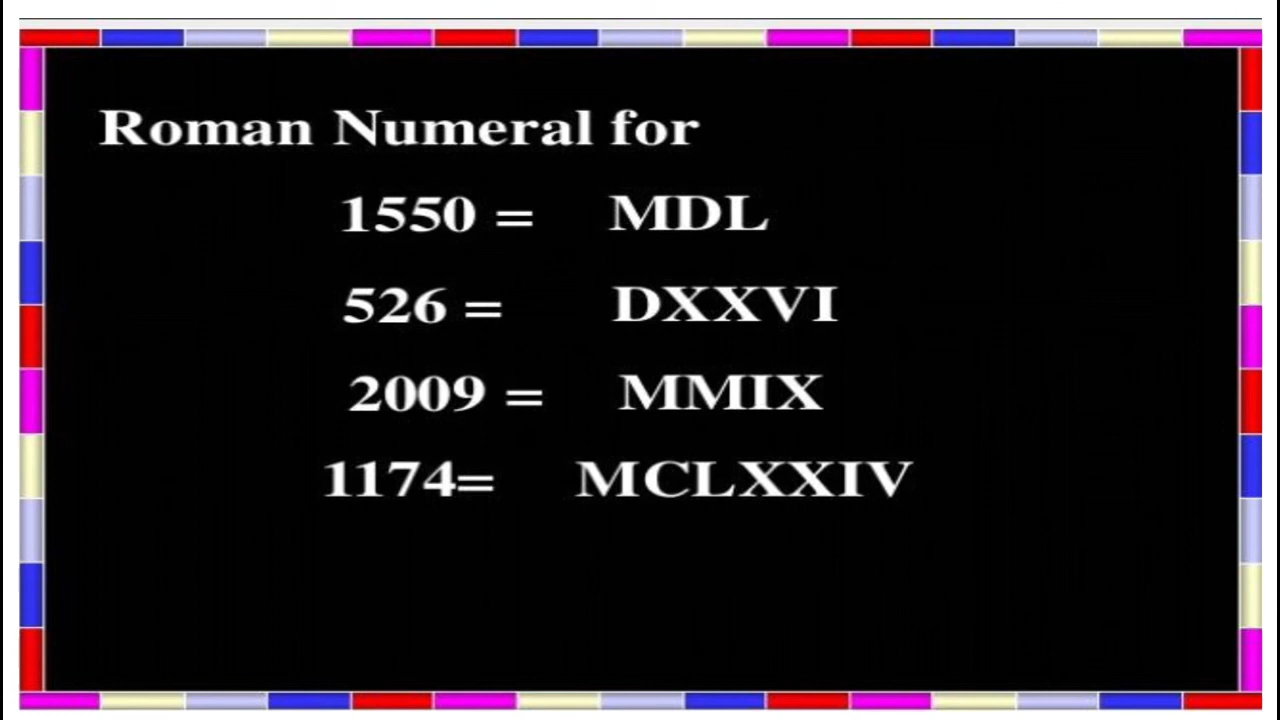 Roman Numeral for
1550 = MDL
526 = DXXVI
2009 = MMIX
1174= MCLXXIV